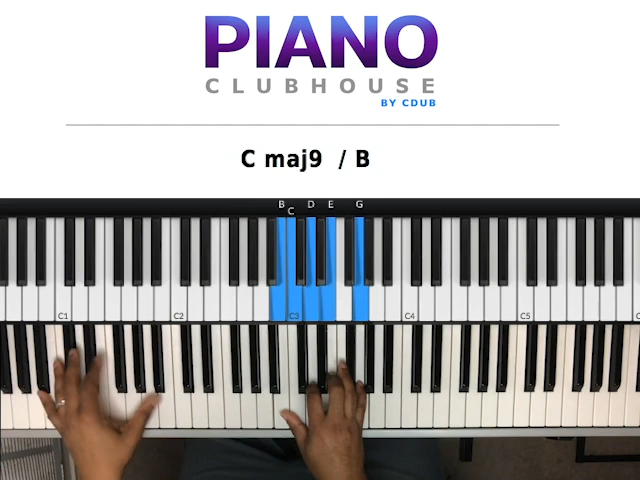 PIANO
CLUBHOUSE
BY CDUB
C maj9 / B
B C D E G
C1 C2 C3 C4 C5